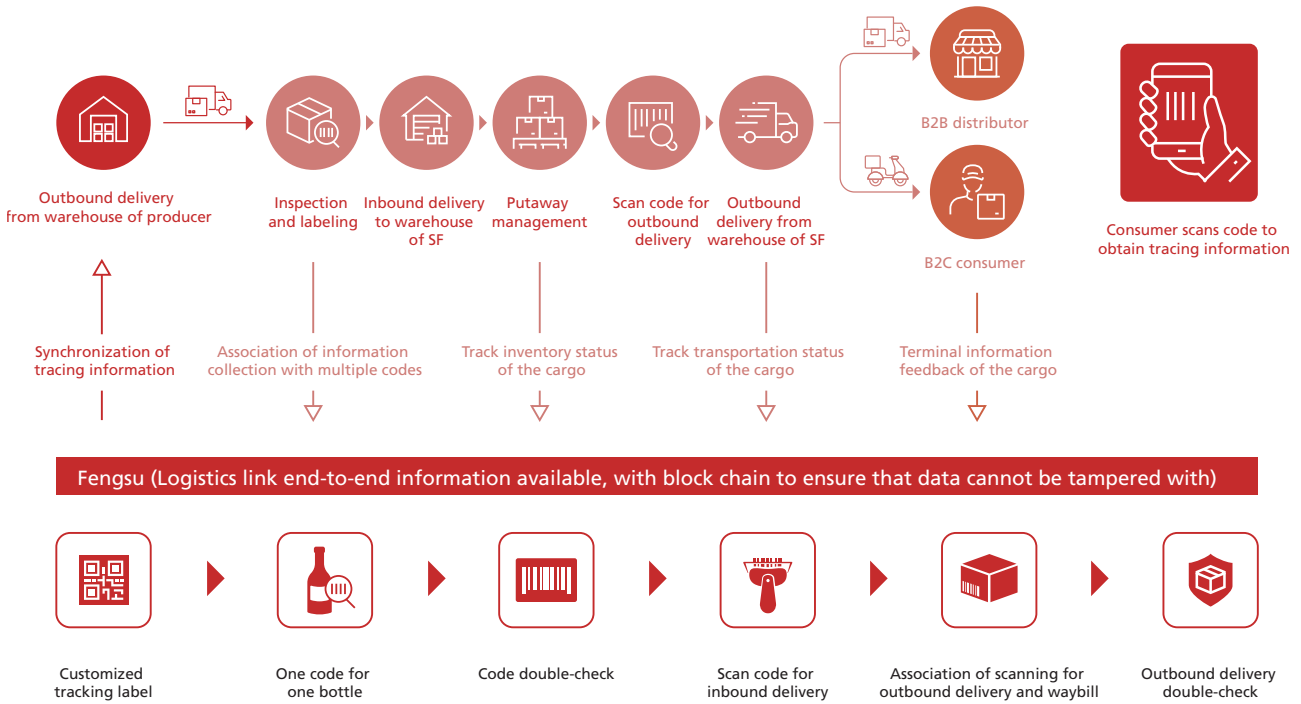 B2B distributor
B2C consumer
Outbound delivery
from warehouse of producer
Inspection
and labeling
Inbound delivery
to warehouse
of SF
Putaway
management
Scan code for
outbound
delivery
Outbound
delivery from
warehouse of SF
Consumer scans code to
obtain tracing information
Synchronization of
tracing information
Association of information
collection with multiple codes
Track inventory status
of the cargo
Track transportation status
of the cargo
Terminal information
feedback of the cargo
Fengsu (Logistics link end-to-end information available, with block chain to ensure that data cannot be tampered with)
Customized
tracking label
One code for
one bottle
Code double-check
Scan code for
inbound delivery
Association of scanning for
outbound delivery and waybill
Outbound delivery
double-check